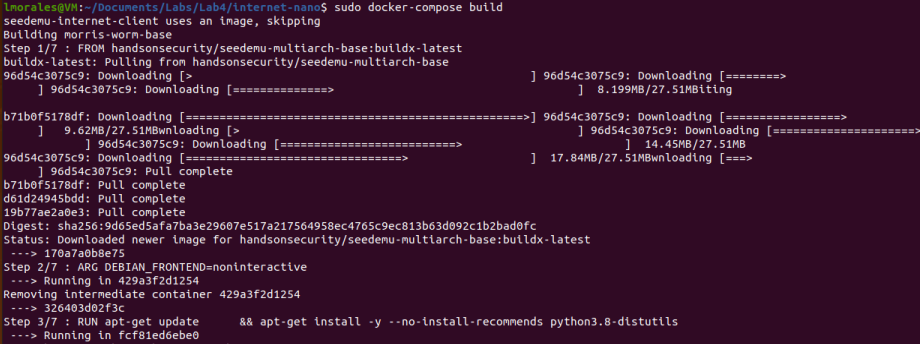 lmorales@VM:~/Documents/Labs/Lab4/internet-nano$ sudo docker-compose build
seedemu-internet-client uses an image, skipping
Building morris-worm-base
Step 1/7 : FROM handsonsecurity/seedemu-multiarch-base:buildx-latest
buildx-latest: Pulling from handsonsecurity/seedemu-multiarch-base
96d54c3075c9: Downloading [>                                                  ] 96d54c3075c9: Downloading [========>
     ] 96d54c3075c9: Downloading [==============>                                    ]  8.199MB/27.51MBiting

b71b0f5178df: Downloading [==================================================>] 96d54c3075c9: Downloading [=================>
     ]   9.62MB/27.51MBwnloading [>                                                  ] 96d54c3075c9: Downloading [=====================>
            ] 96d54c3075c9: Downloading [==========================>                        ]  14.45MB/27.51MB
96d54c3075c9: Downloading [================================>                  ]  17.84MB/27.51MBwnloading [===>
     ] 96d54c3075c9: Pull complete
b71b0f5178df: Pull complete
d61d24945bdd: Pull complete
19b77ae2a0e3: Pull complete
Digest: sha256:9d65ed5afa7ba3e29607e517a217564958ec4765c9ec813b63d092c1b2bad0fc
Status: Downloaded newer image for handsonsecurity/seedemu-multiarch-base:buildx-latest
 ---> 170a7a0b8e75
Step 2/7 : ARG DEBIAN_FRONTEND=noninteractive
 ---> Running in 429a3f2d1254
Removing intermediate container 429a3f2d1254
 ---> 326403d02f3c
Step 3/7 : RUN apt-get update      && apt-get install -y --no-install-recommends python3.8-distutils
 ---> Running in fcf81ed6ebe0